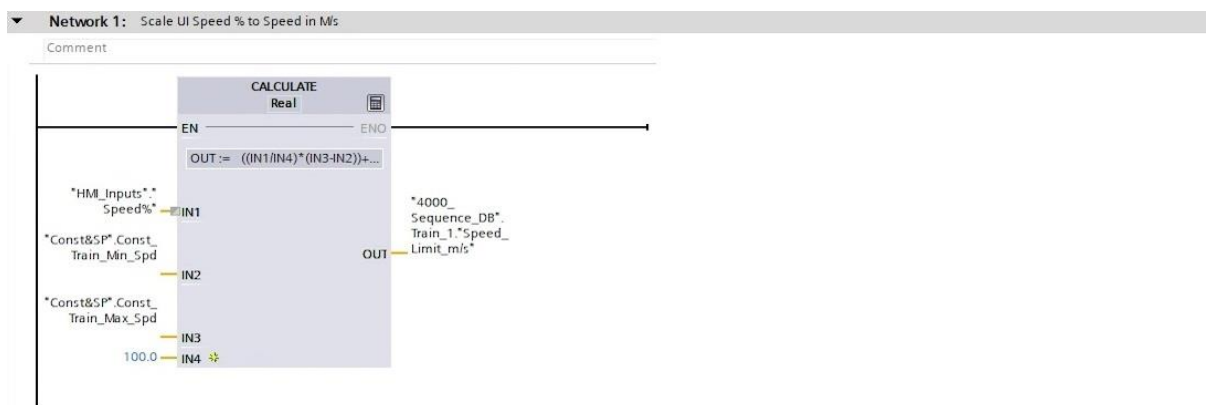 Network 1: Scale UI Speed % to Speed in M/s
Comment
CALCULATE
Real
EN
ENO
OUT := ((IN1/IN4)*(IN3-IN2))+...
"HMI_Inputs"."
Speed%"
IN1
"4000_
Sequence_DB".
Train_1."Speed_
Limit_m/s"
OUT
"Const&SP".Const_
Train_Min_Spd
IN2
"Const&SP".Const_
Train_Max_Spd
IN3
100.0
IN4